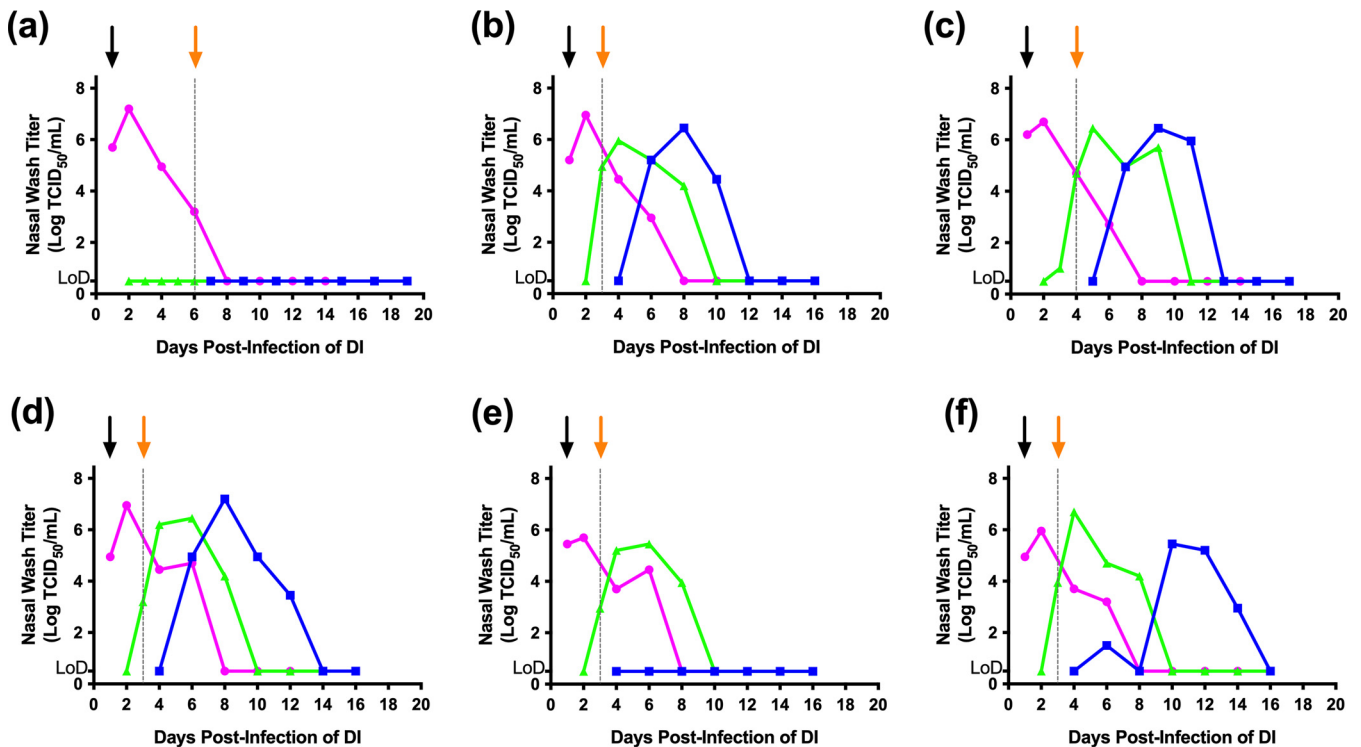 (a)
Nasal Wash Titer
(Log TCID50/mL)
8
6
4
2
LoD
0
0 2 4 6 8 10 12 14 16 18 20
Days Post-Infection of DI
(b)
Nasal Wash Titer
(Log TCID50/mL)
8
6
4
2
LoD
0
0 2 4 6 8 10 12 14 16 18 20
Days Post-Infection of DI
(c)
Nasal Wash Titer
(Log TCID50/mL)
8
6
4
2
LoD
0
0 2 4 6 8 10 12 14 16 18 20
Days Post-Infection of DI
(d)
Nasal Wash Titer
(Log TCID50/mL)
8
6
4
2
LoD
0
0 2 4 6 8 10 12 14 16 18 20
Days Post-Infection of DI
(e)
Nasal Wash Titer
(Log TCID50/mL)
8
6
4
2
LoD
0
0 2 4 6 8 10 12 14 16 18 20
Days Post-Infection of DI
(f)
Nasal Wash Titer
(Log TCID50/mL)
8
6
4
2
LoD
0
0 2 4 6 8 10 12 14 16 18 20
Days Post-Infection of DI